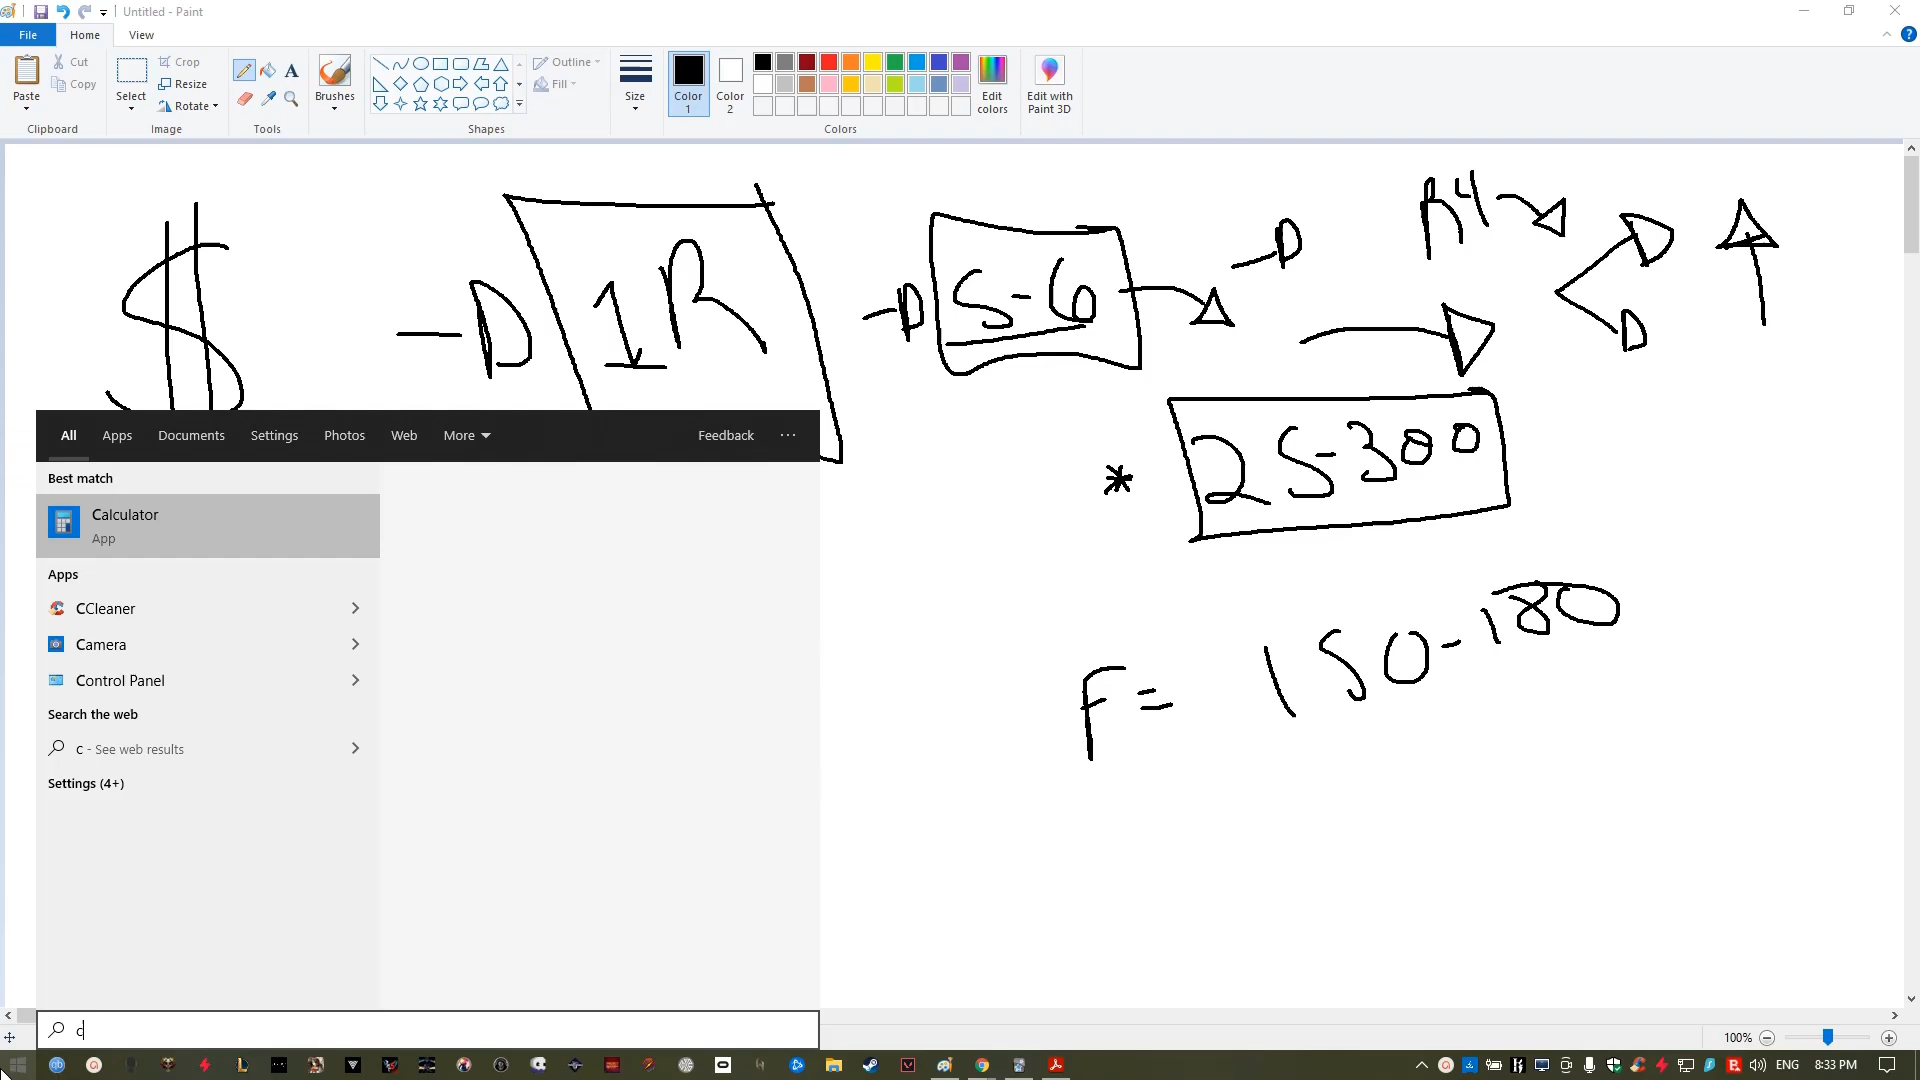 Untitled - Paint
File Home View
Paste
Cut
Copy
Clipboard
Select
Crop
Resize
Rotate
Image
Tools
Brushes
Shapes
Outline
Fill
Size
Color 1
Color 2
Edit colors
Colors
Edit with Paint 3D
$ - D 1R - D 5-6 - D
R4
D
D
* 25-300
F = 150-180
All Apps Documents Settings Photos Web More Feedback ...
Best match
Calculator
App
Apps
CCleaner
Camera
Control Panel
Search the web
c - See web results
Settings (4+)
c
100%
ENG 8:33 PM